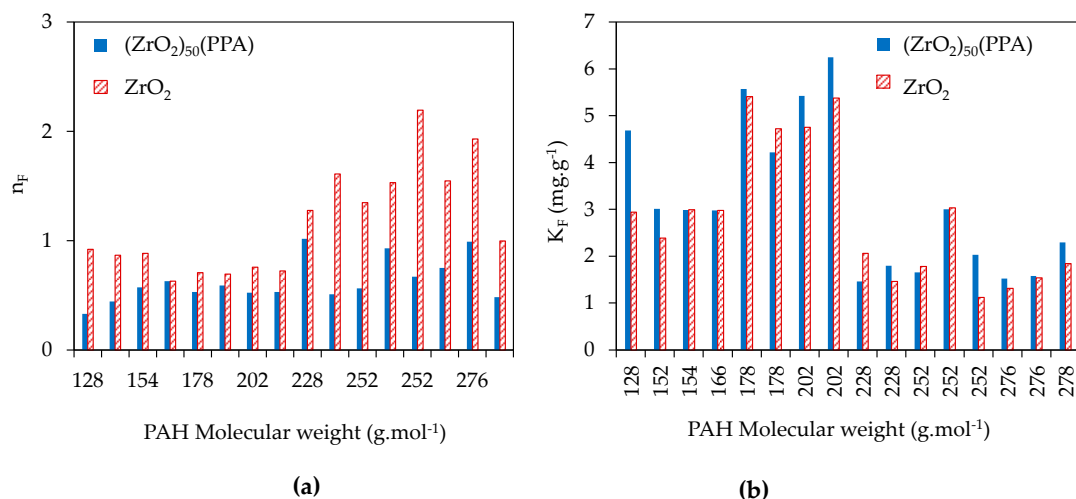 3
2
1
0
n_F
(ZrO₂)₅₀(PPA)
ZrO₂
128 154 178 202 228 252 252 276
PAH Molecular weight (g.mol⁻¹)
(a)
7
6
5
4
3
2
1
0
K_F (mg.g⁻¹)
(ZrO₂)₅₀(PPA)
ZrO₂
128 152 154 166 178 178 202 202 228 228 252 252 252 276 276 278
PAH Molecular weight (g.mol⁻¹)
(b)